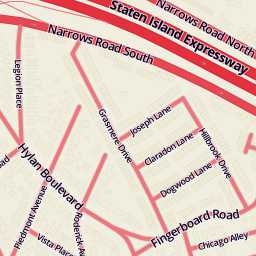 Staten Island Expressway
Narrows Road North
Narrows Road South
Legion Place
Grasmere Drive
Joseph Lane
Hillbrook Drive
Claradon Lane
Hylan Boulevard
Dogwood Lane
Piedmont Avenue
Roderick Av
Fingerboard Road
Vista Place
Chicago Alley